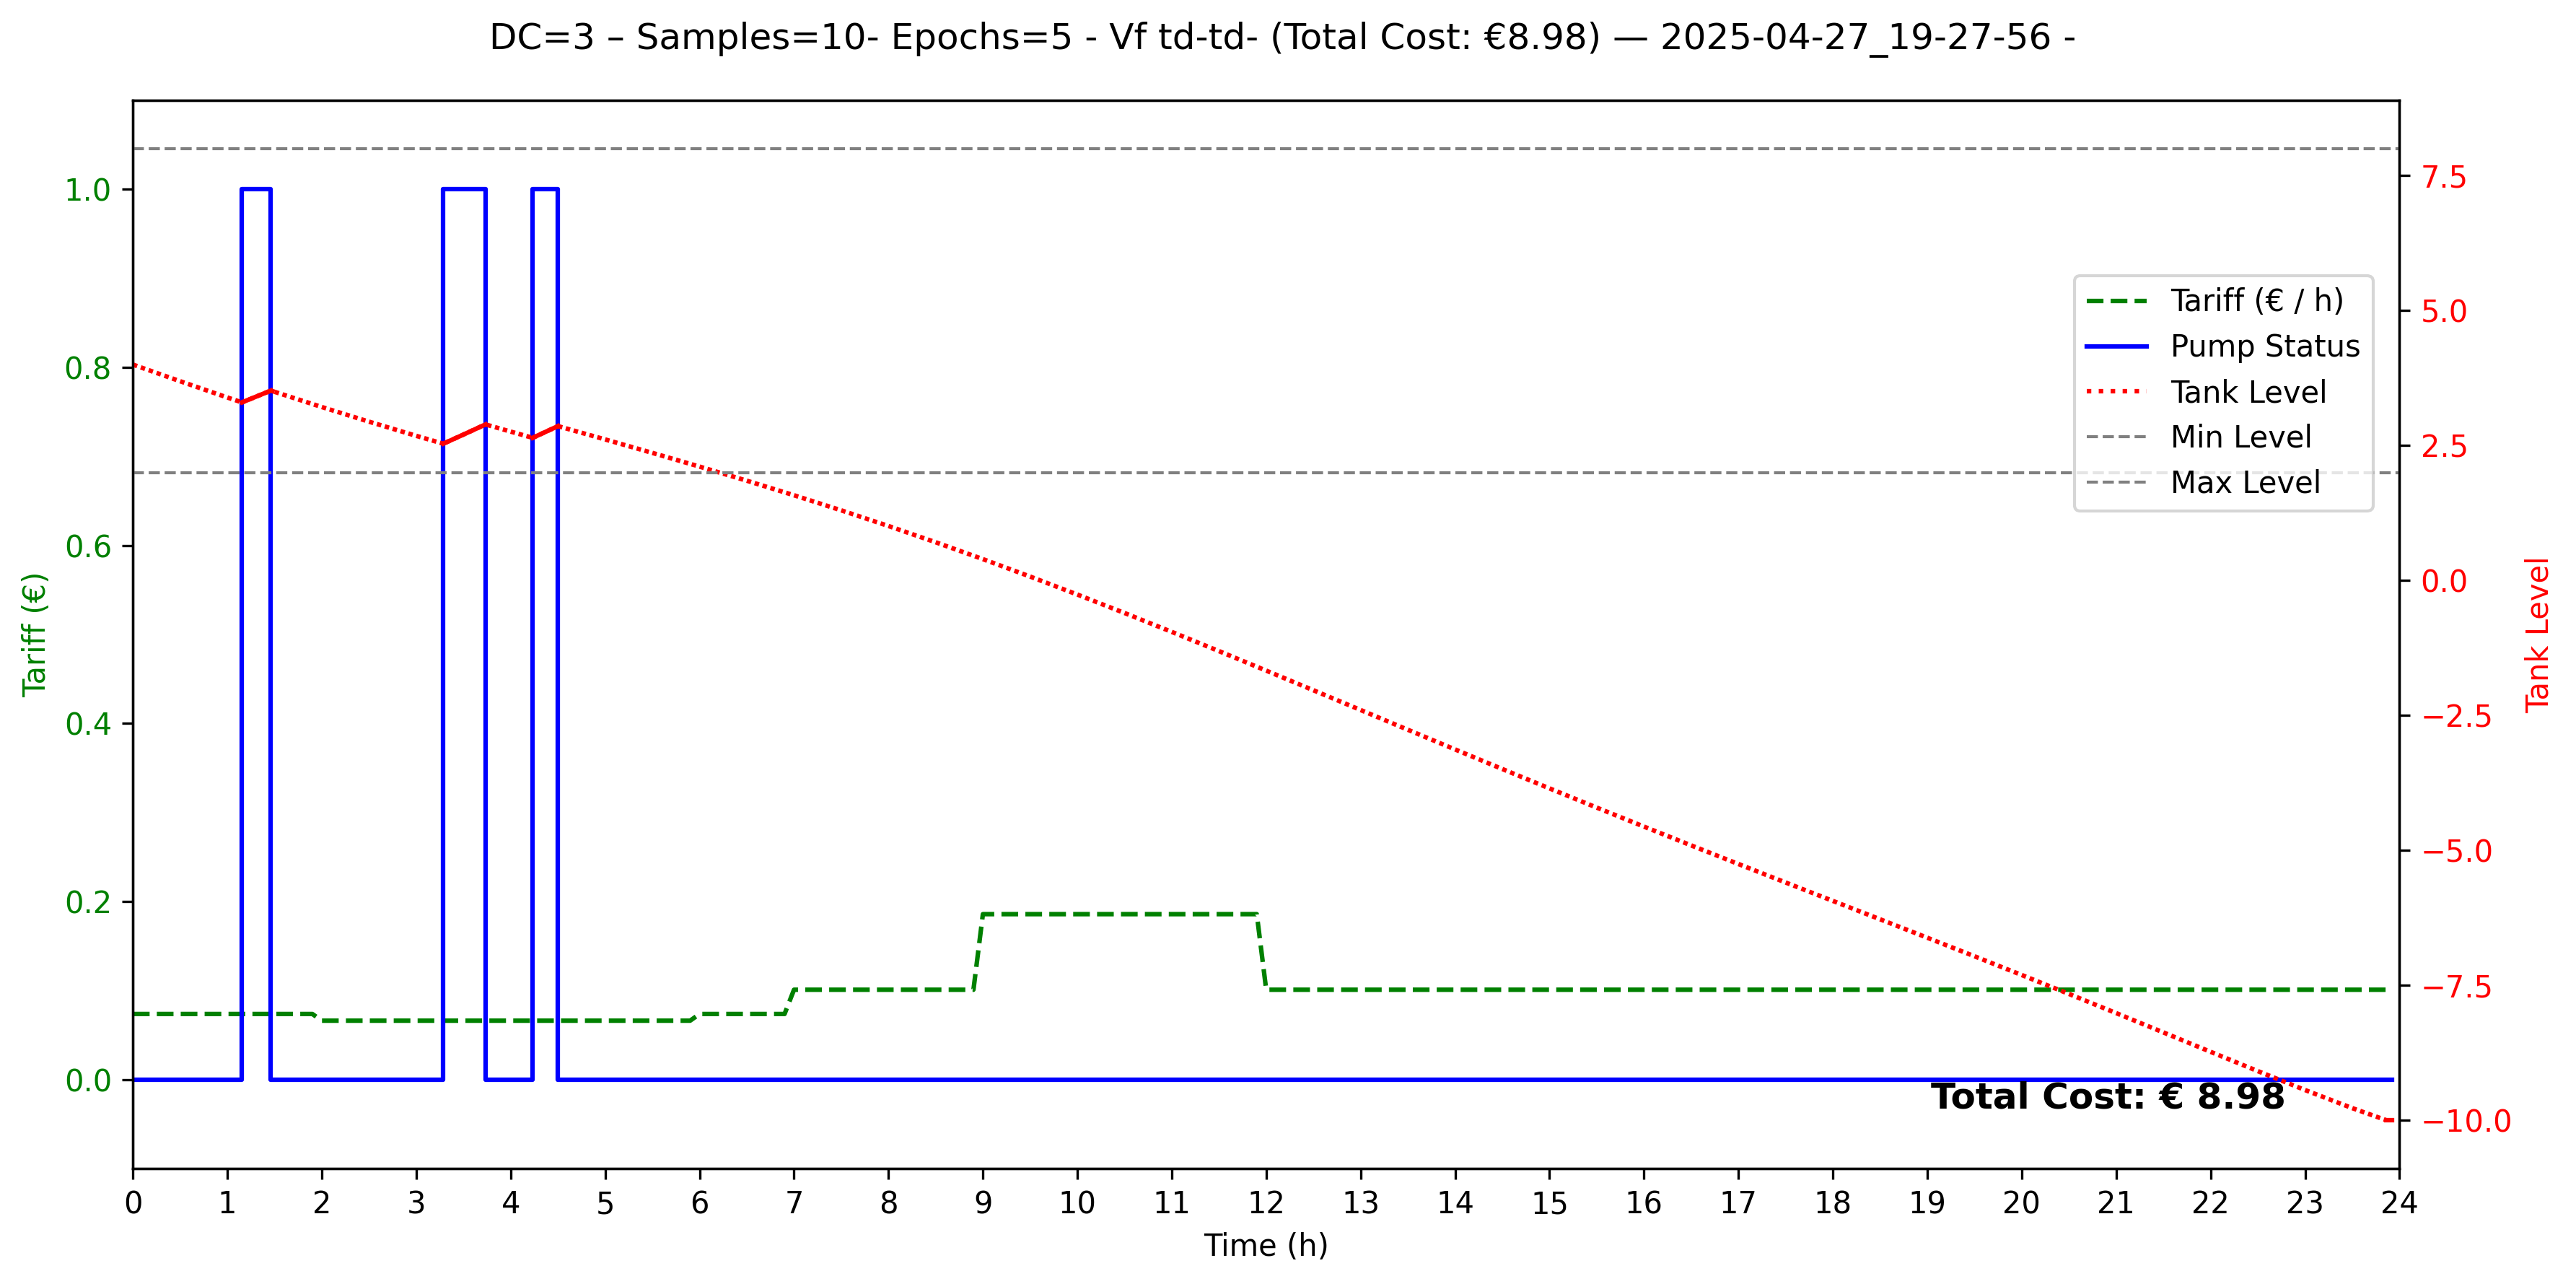 DC=3 – Samples=10- Epochs=5 - Vf td-td- (Total Cost: €8.98) — 2025-04-27_19-27-56 -
Tariff (€)
1.0
0.8
0.6
0.4
0.2
0.0
Tariff (€ / h)
Pump Status
Tank Level
Min Level
Max Level
Total Cost: € 8.98
7.5
5.0
2.5
0.0
−2.5
−5.0
−7.5
−10.0
Tank Level
0 1 2 3 4 5 6 7 8 9 10 11 12 13 14 15 16 17 18 19 20 21 22 23 24
Time (h)